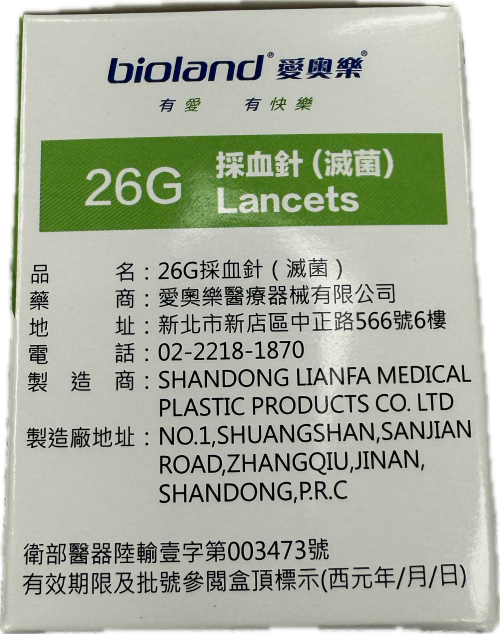 bioland® 愛奧樂®
有愛 有快樂
26G 採血針(滅菌)
Lancets
品名：26G採血針（滅菌）
藥商：愛奧樂醫療器械有限公司
地址：新北市新店區中正路566號6樓
電話：02-2218-1870
製造商：SHANDONG LIANFA MEDICAL
PLASTIC PRODUCTS CO. LTD
製造廠地址：NO.1,SHUANGSHAN,SANJIAN
ROAD,ZHANGQIU,JINAN,
SHANDONG,P.R.C
衛部醫器陸輸壹字第003473號
有效期限及批號參閱盒頂標示(西元年/月/日)